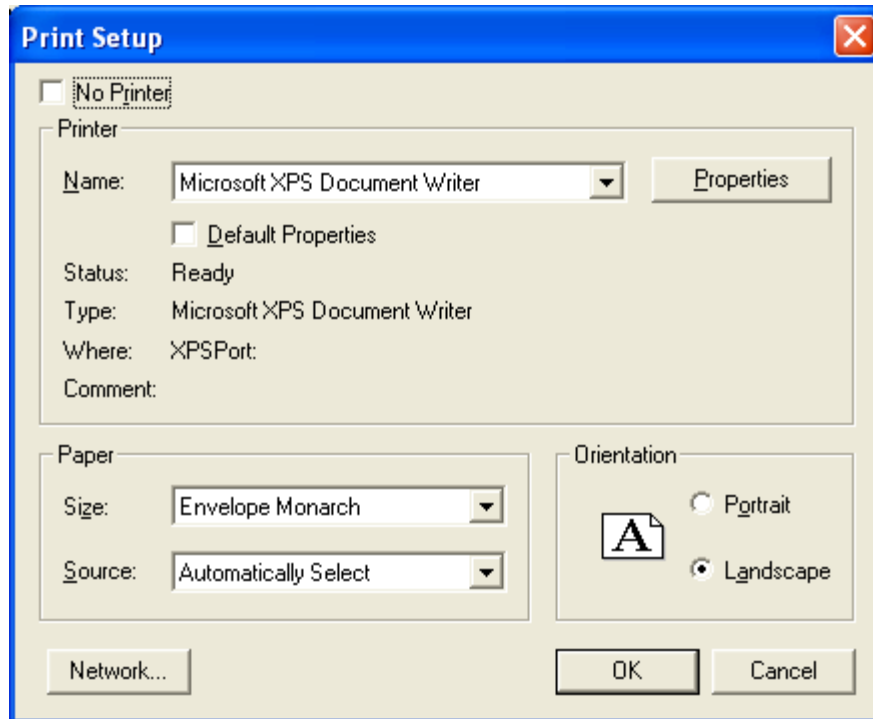 Print Setup
No Printer
Printer
Name: Microsoft XPS Document Writer Properties
Default Properties
Status: Ready
Type: Microsoft XPS Document Writer
Where: XPSPort:
Comment:
Paper
Size: Envelope Monarch
Source: Automatically Select
Orientation
A
Portrait
Landscape
Network...
OK
Cancel